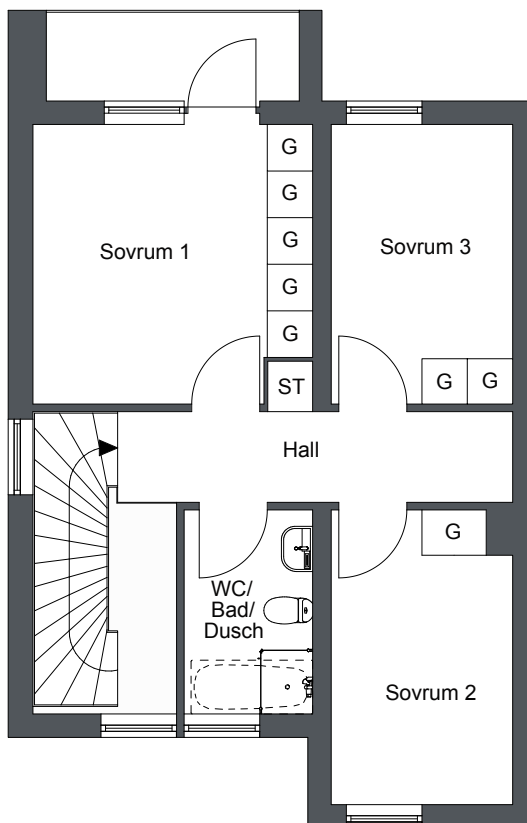 G
G
Sovrum 1
G
Sovrum 3
G
G
ST
G
G
Hall
G
WC/
Bad/
Dusch
Sovrum 2